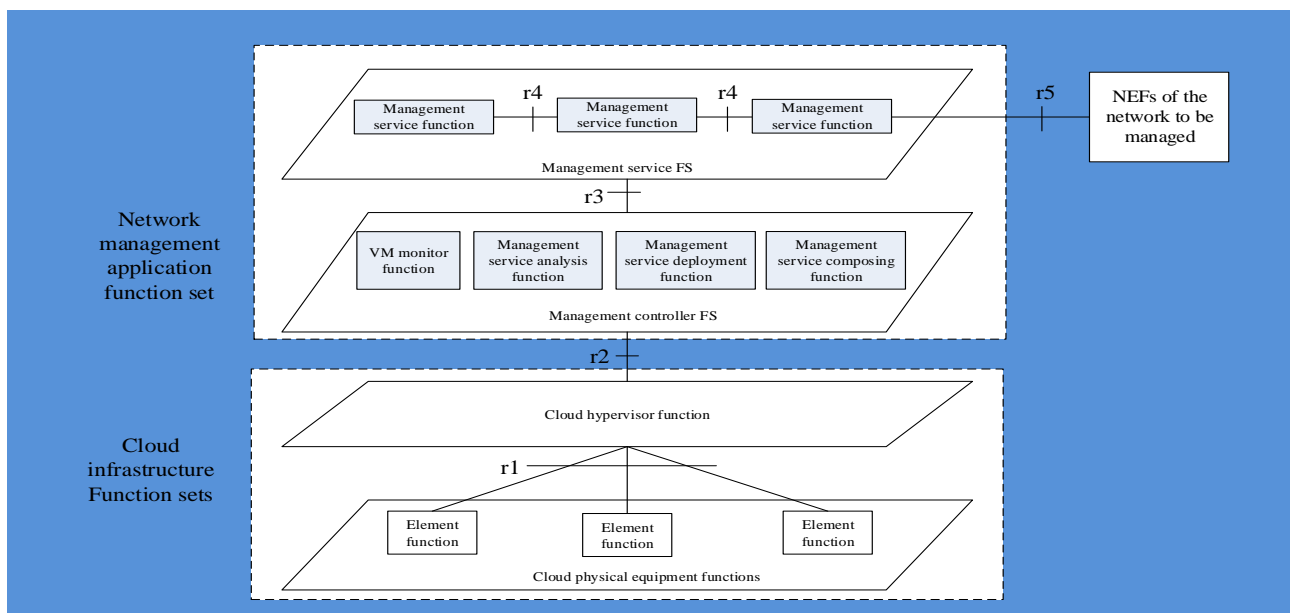 r4
r4
r5
Management
service function
Management
service function
Management
service function
NEFs of the
network to be
managed
Management service FS
r3
Network
management
application
function set
VM monitor
function
Management
service analysis
function
Management
service deployment
function
Management
service composing
function
Management controller FS
r2
Cloud hypervisor function
Cloud
infrastructure
Function sets
r1
Element
function
Element
function
Element
function
Cloud physical equipment functions